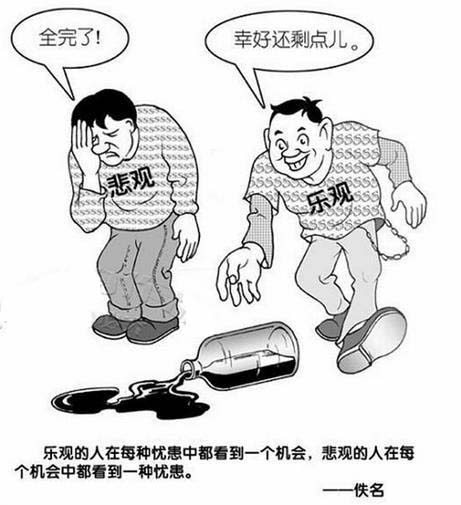 全完了!
幸好还剩点儿。
悲观
乐观
乐观的人在每种忧患中都看到一个机会，悲观的人在每
个机会中都看到一种忧患。
——佚名